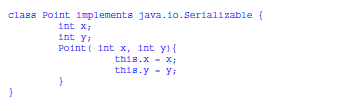 class Point implements java.io.Serializable {
int x;
int y;
Point( int x, int y){
this.x = x;
this.y = y;
}
}